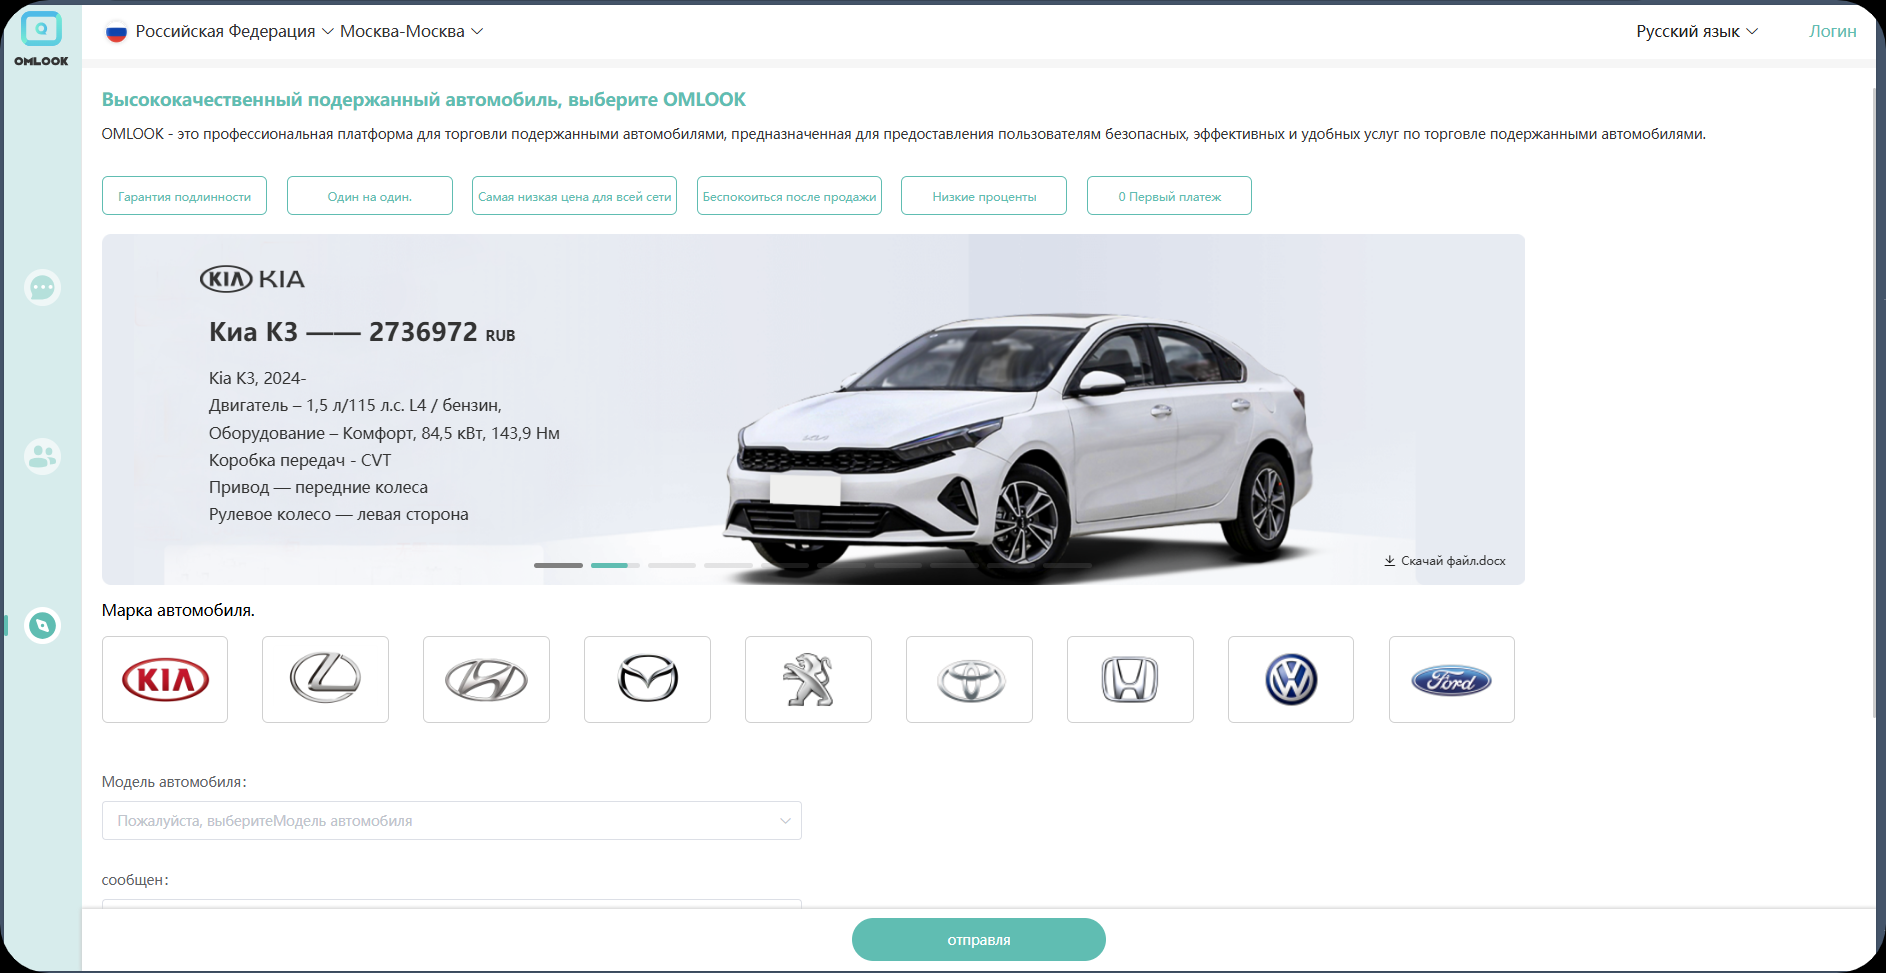 OMLOOK
Российская Федерация Москва-Москва
Русский язык
Логин
Высококачественный подержанный автомобиль, выберите OMLOOK
OMLOOK - это профессиональная платформа для торговли подержанными автомобилями, предназначенная для предоставления пользователям безопасных, эффективных и удобных услуг по торговле подержанными автомобилями.
Гарантия подлинности
Один на один.
Самая низкая цена для всей сети
Беспокоиться после продажи
Низкие проценты
0 Первый платеж
KIA KIA
Киа К3 —— 2736972 RUB
Kia K3, 2024-
Двигатель – 1,5 л/115 л.с. L4 / бензин,
Оборудование – Комфорт, 84,5 кВт, 143,9 Нм
Коробка передач - CVT
Привод — передние колеса
Рулевое колесо — левая сторона
Скачай файл.docx
Марка автомобиля.
KIA
Ford
Модель автомобиля:
Пожалуйста, выберитеМодель автомобиля
сообщен:
отправля